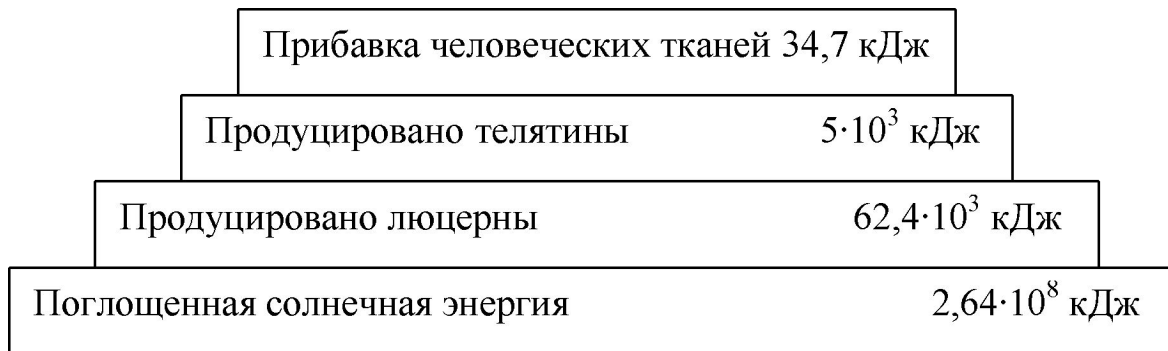 Прибавка человеческих тканей 34,7 кДж
Продуцировано телятины 5·10³ кДж
Продуцировано люцерны 62,4·10³ кДж
Поглощенная солнечная энергия 2,64·10⁸ кДж